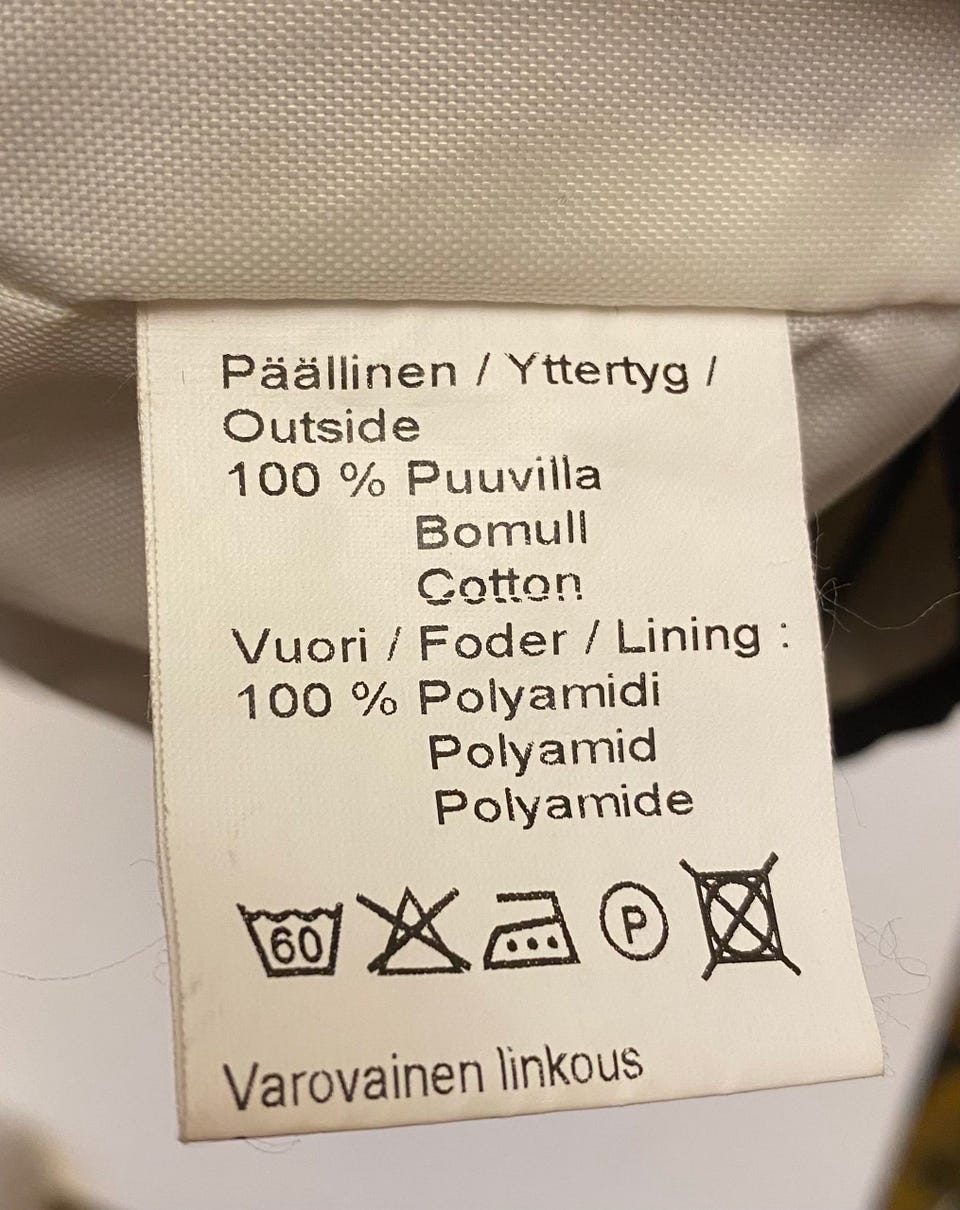 Päällinen / Yttertyg /
Outside
100 % Puuvilla
Bomull
Cotton
Vuori / Foder / Lining :
100 % Polyamidi
Polyamid
Polyamide
60 P
Varovainen linkous